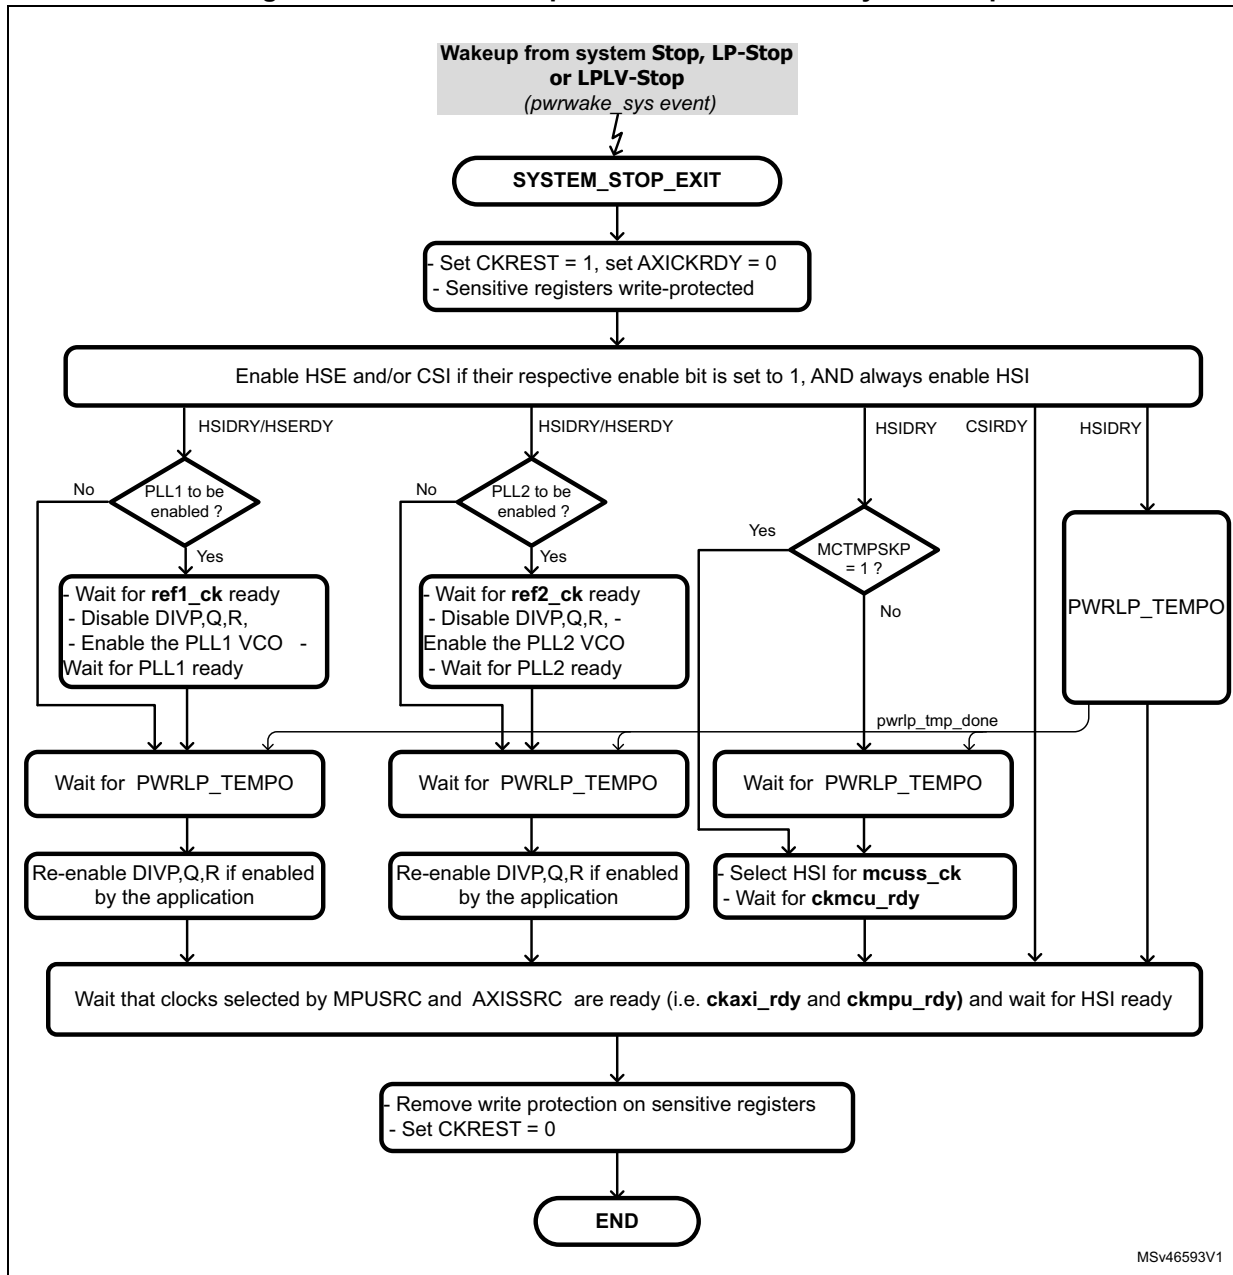 Wakeup from system Stop, LP-Stop
or LPLV-Stop
(pwrwake_sys event)
SYSTEM_STOP_EXIT
- Set CKREST = 1, set AXICKRDY = 0
- Sensitive registers write-protected
Enable HSE and/or CSI if their respective enable bit is set to 1, AND always enable HSI
HSIDRY/HSERDY
HSIDRY/HSERDY
HSIDRY
CSIRDY
HSIDRY
No
PLL1 to be
enabled ?
Yes
No
PLL2 to be
enabled ?
Yes
Yes
MCTMPSKP
= 1 ?
No
- Wait for ref1_ck ready
- Disable DIVP,Q,R,
- Enable the PLL1 VCO -
Wait for PLL1 ready
- Wait for ref2_ck ready
- Disable DIVP,Q,R, -
Enable the PLL2 VCO
- Wait for PLL2 ready
PWRLP_TEMPO
pwrlp_tmp_done
Wait for PWRLP_TEMPO
Wait for PWRLP_TEMPO
Wait for PWRLP_TEMPO
Re-enable DIVP,Q,R if enabled
by the application
Re-enable DIVP,Q,R if enabled
by the application
- Select HSI for mcuss_ck
- Wait for ckmcu_rdy
Wait that clocks selected by MPUSRC and AXISSRC are ready (i.e. ckaxi_rdy and ckmpu_rdy) and wait for HSI ready
- Remove write protection on sensitive registers
- Set CKREST = 0
END
MSv46593V1